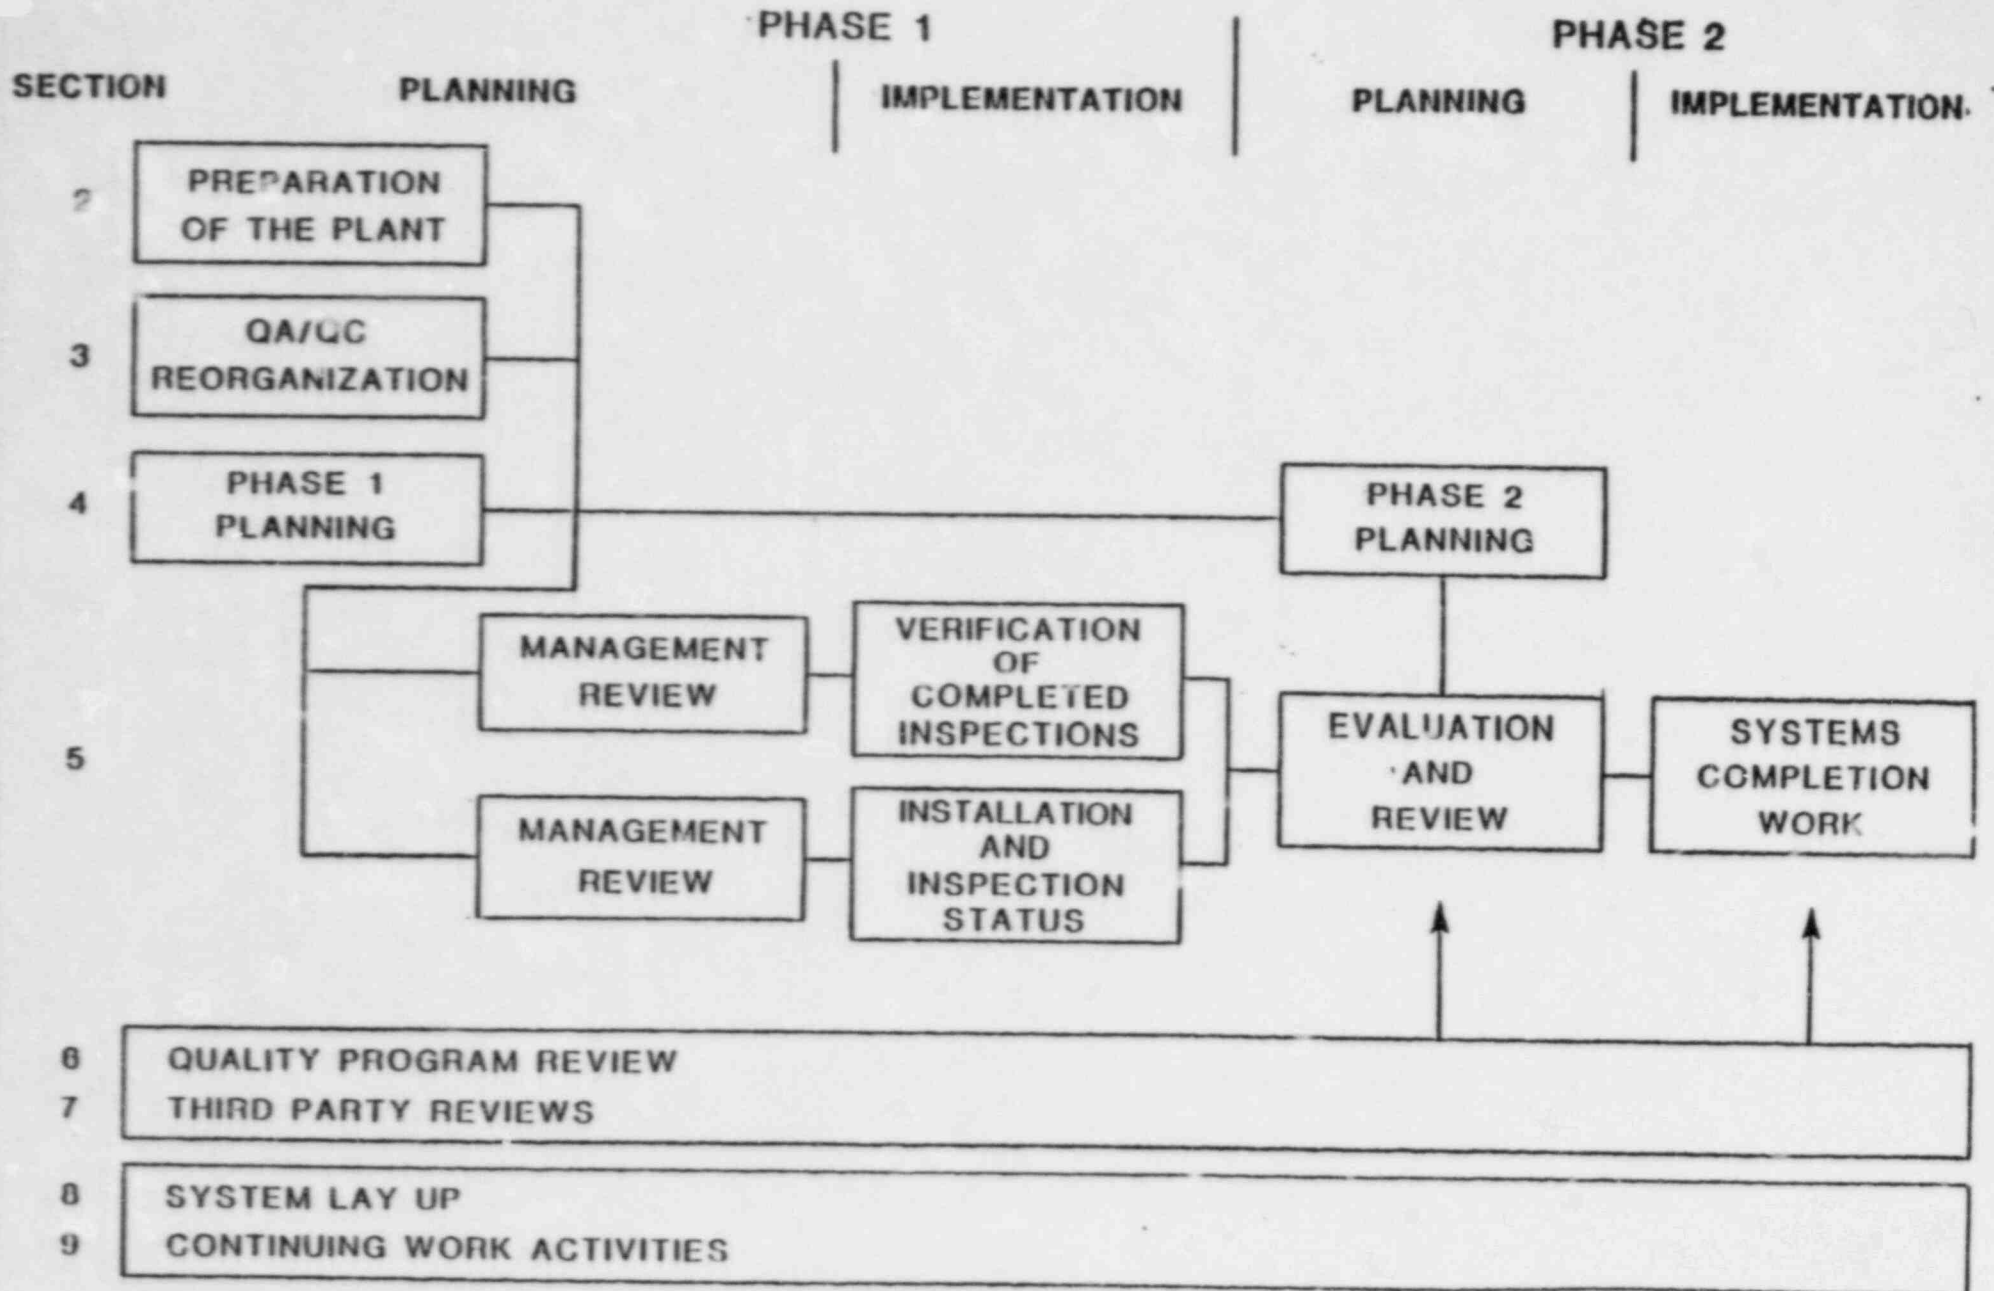 PHASE 1
PHASE 2
SECTION
PLANNING
IMPLEMENTATION
PLANNING
IMPLEMENTATION
2
PREPARATION
OF THE PLANT
3
QA/QC
REORGANIZATION
4
PHASE 1
PLANNING
PHASE 2
PLANNING
5
MANAGEMENT
REVIEW
VERIFICATION
OF
COMPLETED
INSPECTIONS
MANAGEMENT
REVIEW
INSTALLATION
AND
INSPECTION
STATUS
EVALUATION
AND
REVIEW
SYSTEMS
COMPLETION
WORK
6 QUALITY PROGRAM REVIEW
7 THIRD PARTY REVIEWS
8 SYSTEM LAY UP
9 CONTINUING WORK ACTIVITIES